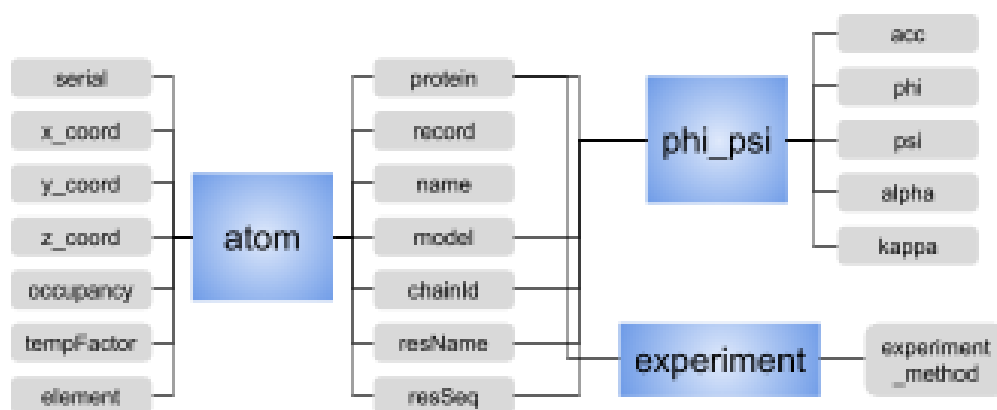 serial
x_coord
y_coord
z_coord
occupancy
tempFactor
element
atom
protein
record
name
model
chainId
resName
resSeq
phi_psi
experiment
acc
phi
psi
alpha
kappa
experiment
_method